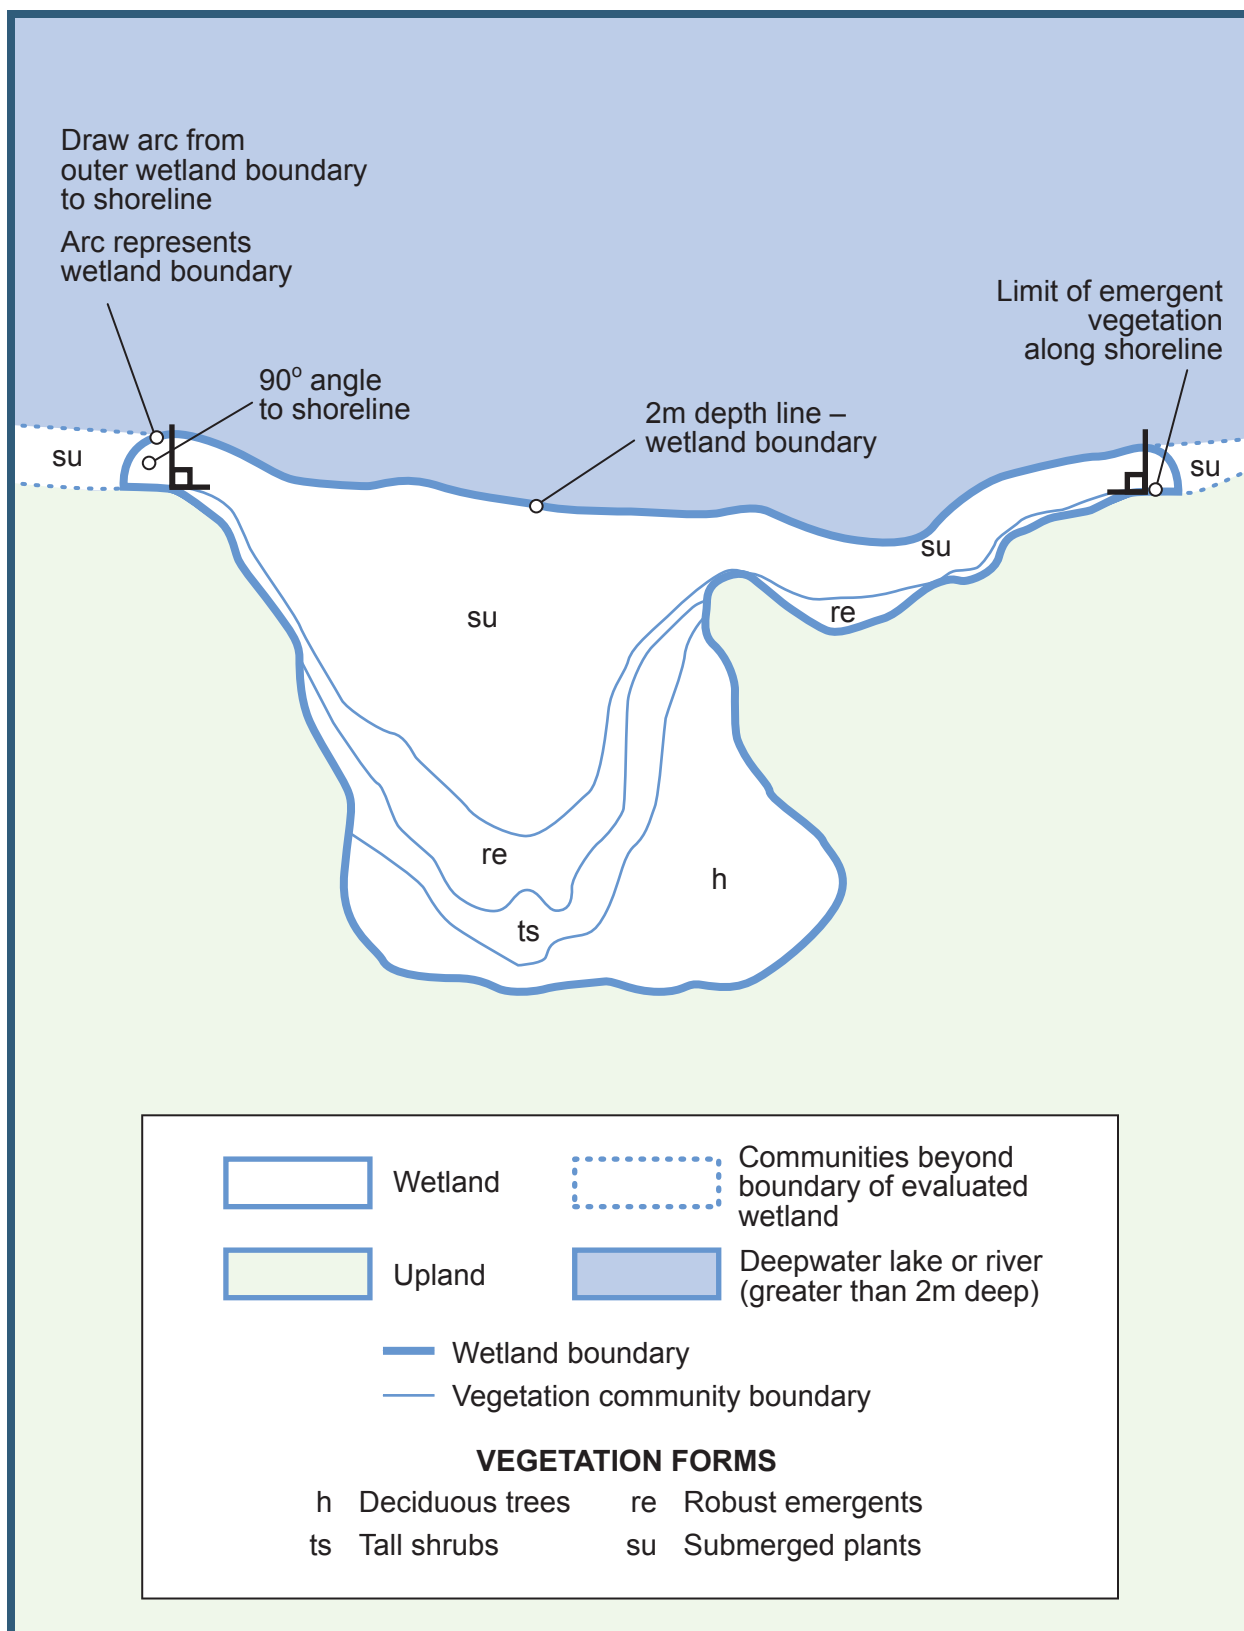 Draw arc from
outer wetland boundary
to shoreline
Arc represents
wetland boundary
Limit of emergent
vegetation
along shoreline
90° angle
to shoreline
2m depth line –
wetland boundary
su
su
su
su
re
re
h
ts
Wetland
Communities beyond
boundary of evaluated
wetland
Upland
Deepwater lake or river
(greater than 2m deep)
Wetland boundary
Vegetation community boundary
VEGETATION FORMS
h Deciduous trees re Robust emergents
ts Tall shrubs su Submerged plants